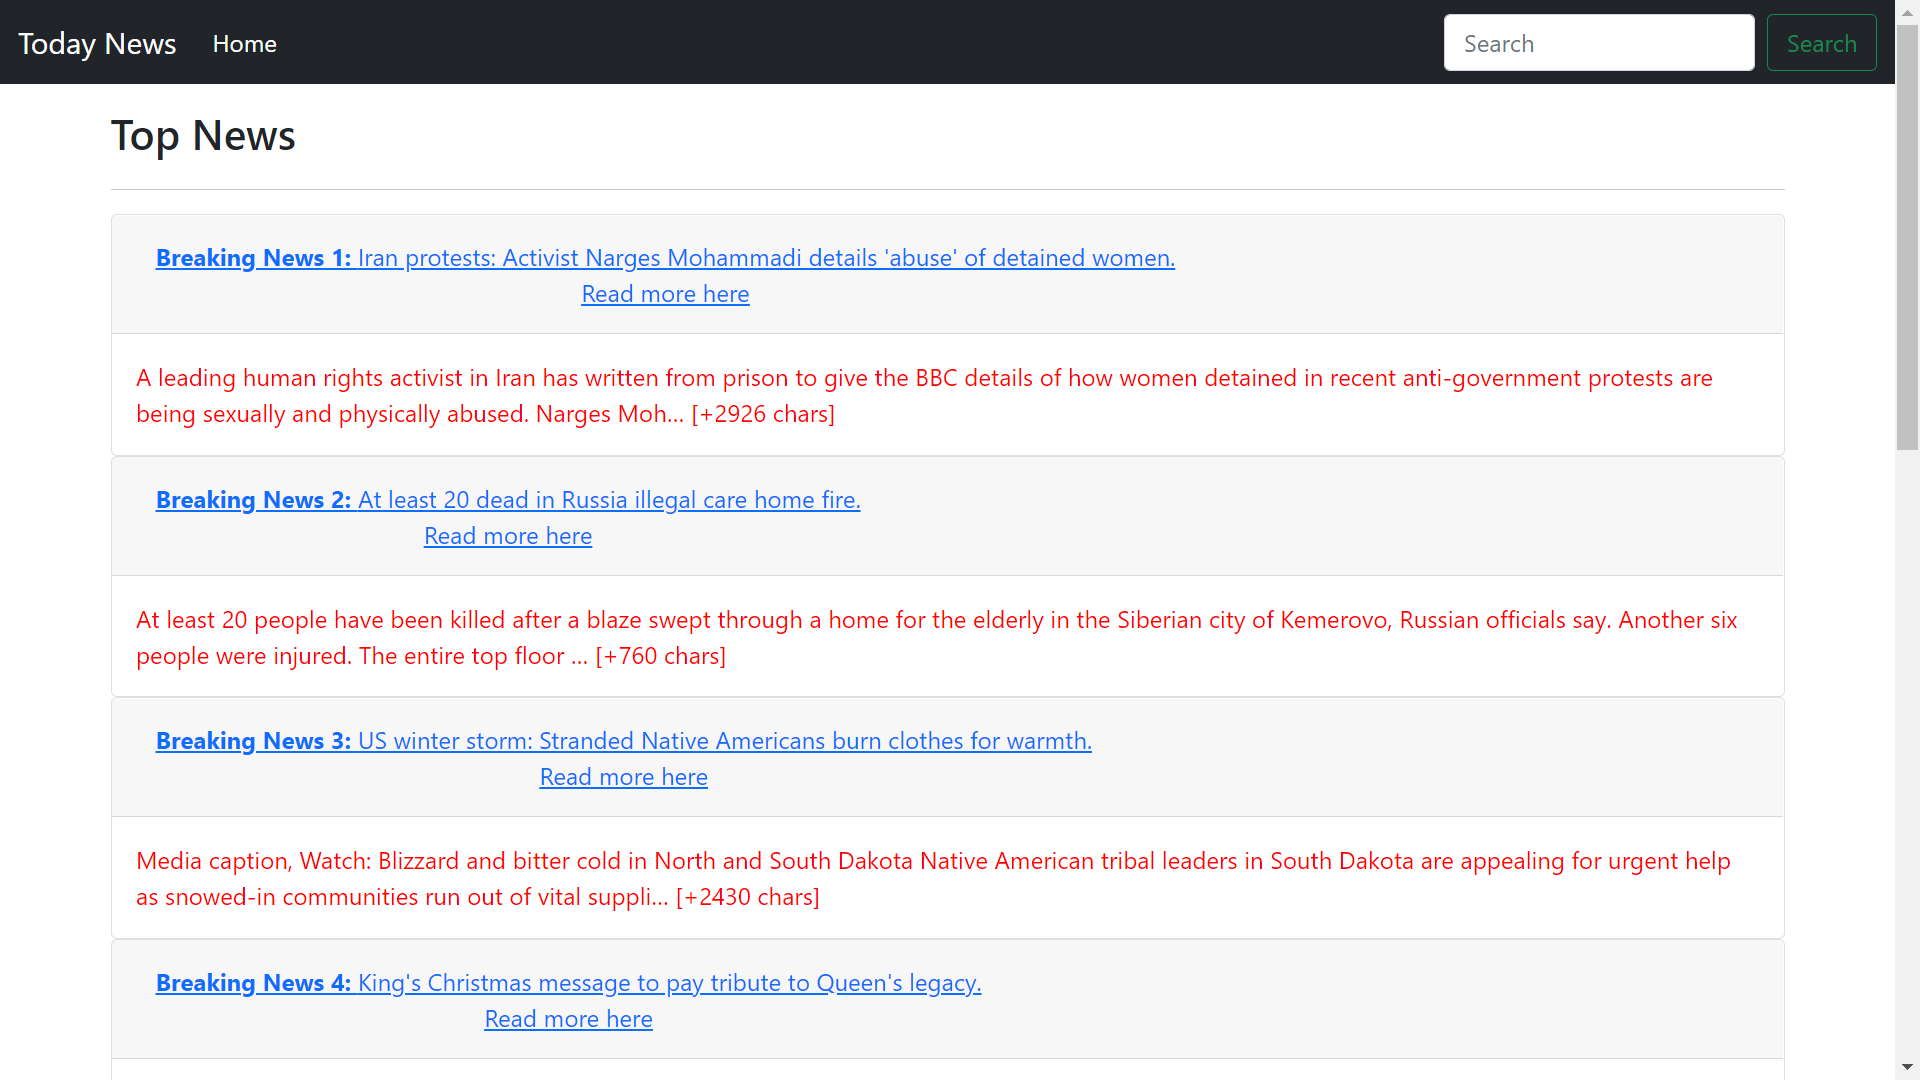 Today News Home Search Search
Top News
Breaking News 1: Iran protests: Activist Narges Mohammadi details 'abuse' of detained women.
Read more here
A leading human rights activist in Iran has written from prison to give the BBC details of how women detained in recent anti-government protests are
being sexually and physically abused. Narges Moh… [+2926 chars]
Breaking News 2: At least 20 dead in Russia illegal care home fire.
Read more here
At least 20 people have been killed after a blaze swept through a home for the elderly in the Siberian city of Kemerovo, Russian officials say. Another six
people were injured. The entire top floor … [+760 chars]
Breaking News 3: US winter storm: Stranded Native Americans burn clothes for warmth.
Read more here
Media caption, Watch: Blizzard and bitter cold in North and South Dakota Native American tribal leaders in South Dakota are appealing for urgent help
as snowed-in communities run out of vital suppli… [+2430 chars]
Breaking News 4: King's Christmas message to pay tribute to Queen's legacy.
Read more here